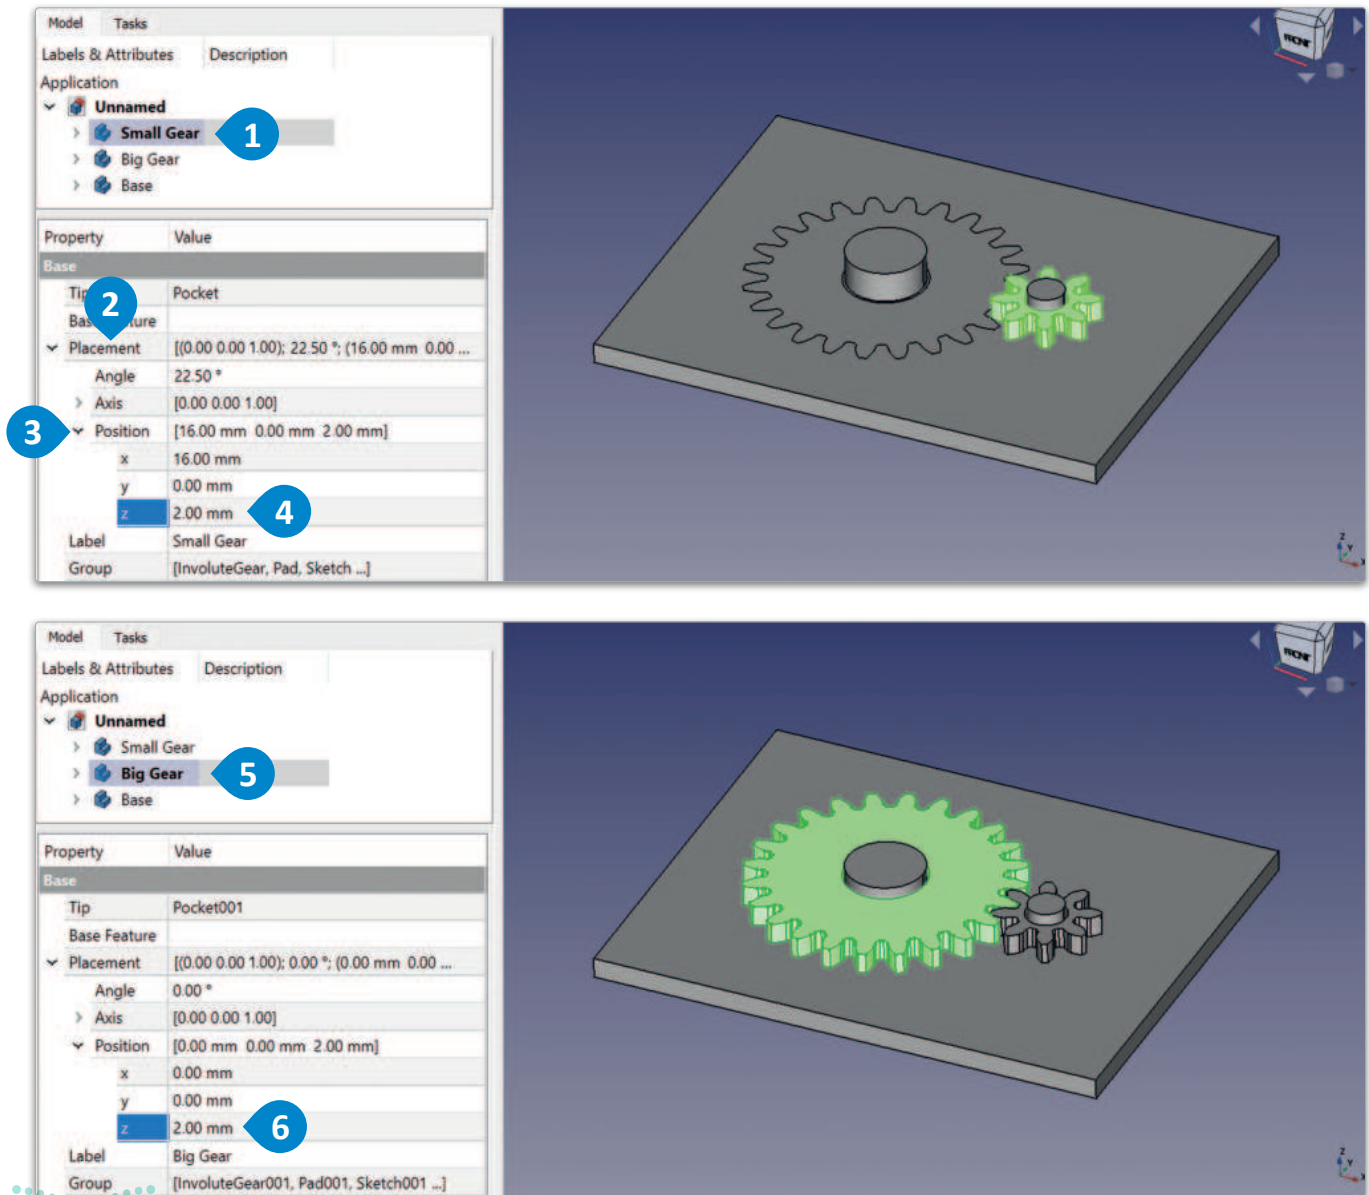 Model Tasks
Labels & Attributes Description
Application
Unnamed
Small Gear 1
Big Gear
Base
Property Value
Base
2
Pocket
Placement [(0.00 0.00 1.00); 22.50 °; (16.00 mm 0.00 ...
Angle 22.50 °
Axis [0.00 0.00 1.00]
3 Position [16.00 mm 0.00 mm 2.00 mm]
x 16.00 mm
y 0.00 mm
z 2.00 mm 4
Label Small Gear
Group [InvoluteGear, Pad, Sketch ...]
FRONT
Z
Y
X
Model Tasks
Labels & Attributes Description
Application
Unnamed
Small Gear
Big Gear 5
Base
Property Value
Base
Tip Pocket001
Base Feature
Placement [(0.00 0.00 1.00); 0.00 °; (0.00 mm 0.00 ...
Angle 0.00 °
Axis [0.00 0.00 1.00]
Position [0.00 mm 0.00 mm 2.00 mm]
x 0.00 mm
y 0.00 mm
z 2.00 mm 6
Label Big Gear
Group [InvoluteGear001, Pad001, Sketch001 ...]
FRONT
Z
Y
X